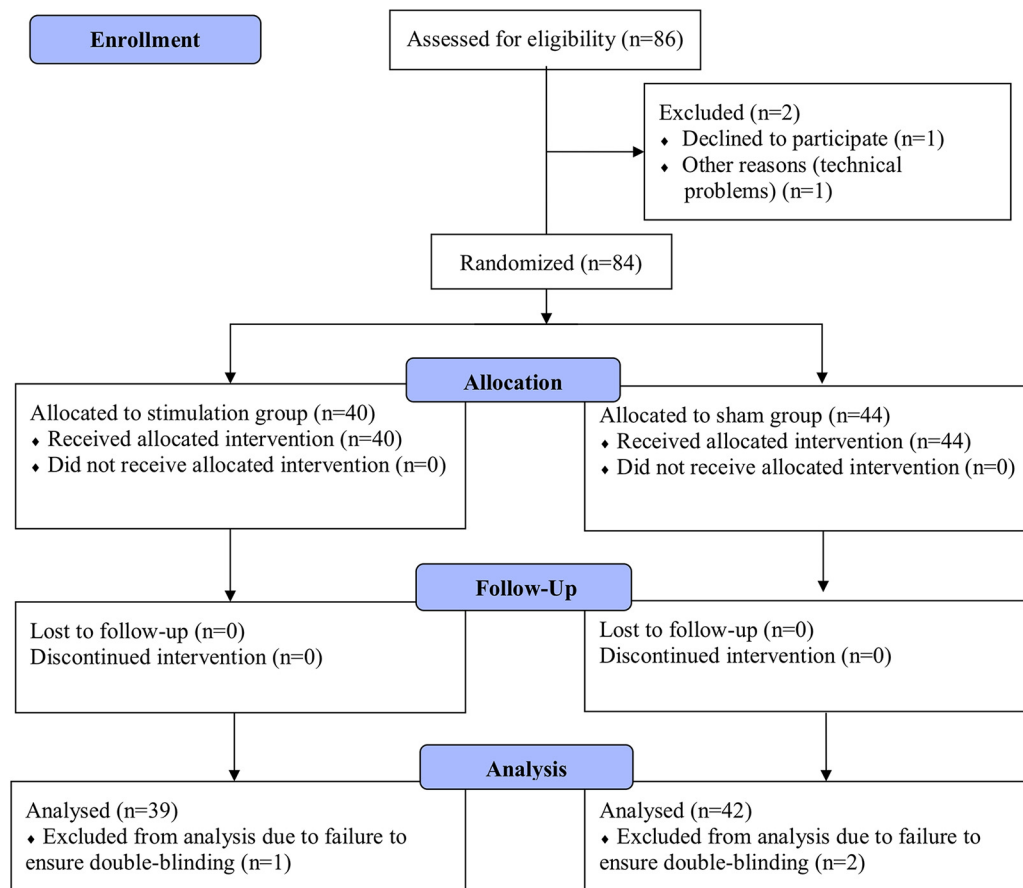 Enrollment
Assessed for eligibility (n=86)
Excluded (n=2)
♦ Declined to participate (n=1)
♦ Other reasons (technical
problems) (n=1)
Randomized (n=84)
Allocation
Allocated to stimulation group (n=40)
♦ Received allocated intervention (n=40)
♦ Did not receive allocated intervention (n=0)
Allocated to sham group (n=44)
♦ Received allocated intervention (n=44)
♦ Did not receive allocated intervention (n=0)
Follow-Up
Lost to follow-up (n=0)
Discontinued intervention (n=0)
Lost to follow-up (n=0)
Discontinued intervention (n=0)
Analysis
Analysed (n=39)
♦ Excluded from analysis due to failure to
ensure double-blinding (n=1)
Analysed (n=42)
♦ Excluded from analysis due to failure to
ensure double-blinding (n=2)